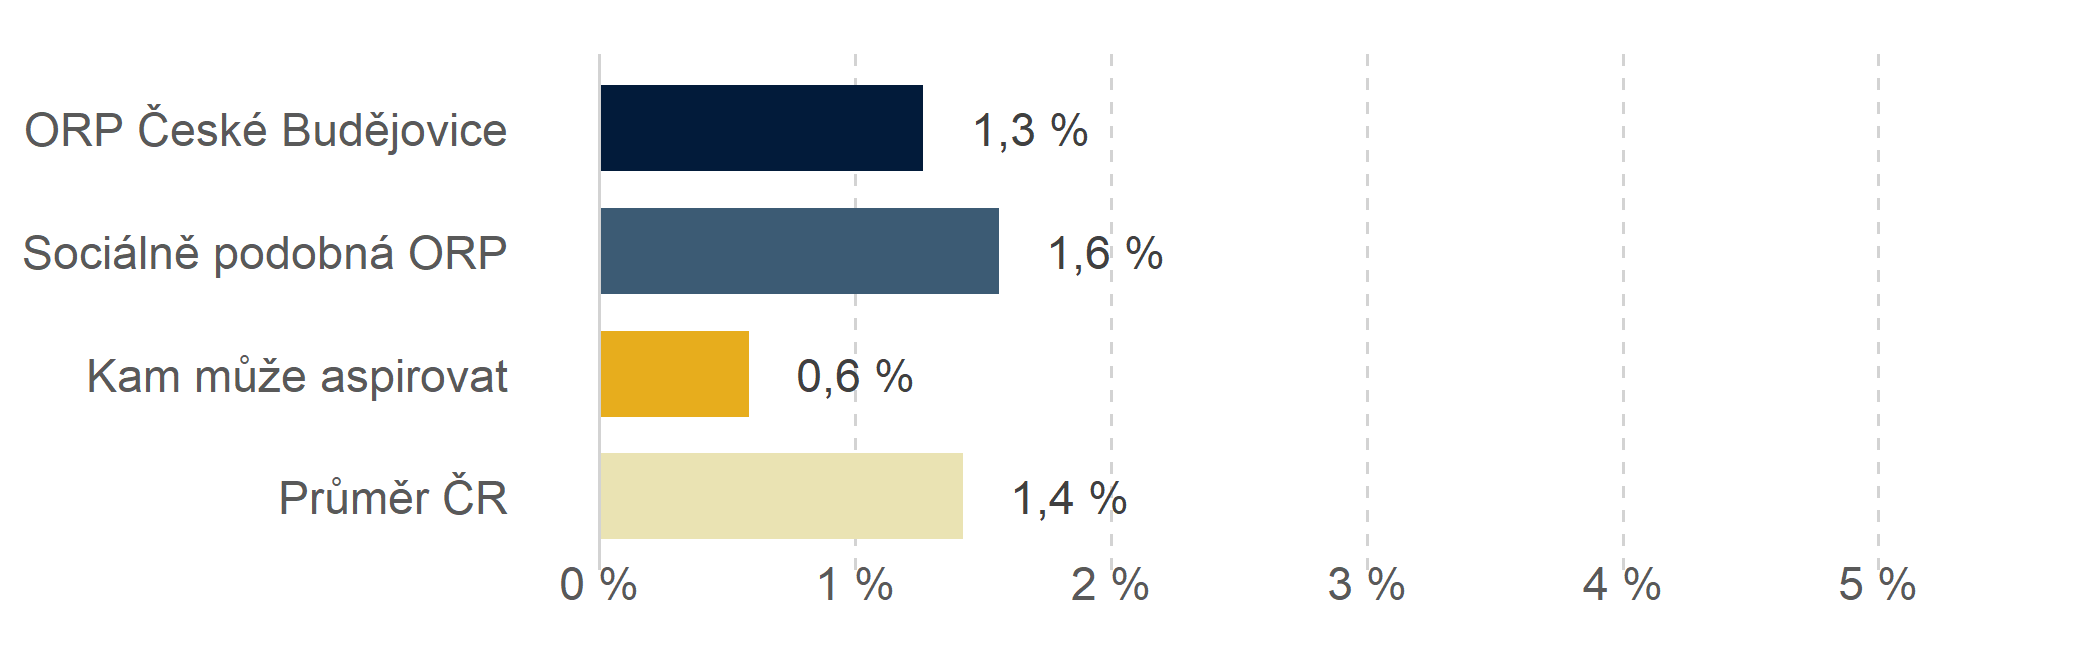 ORP České Budějovice
1,3 %
Sociálně podobná ORP
1,6 %
Kam může aspirovat
0,6 %
Průměr ČR
1,4 %
0 % 1 % 2 % 3 % 4 % 5 %